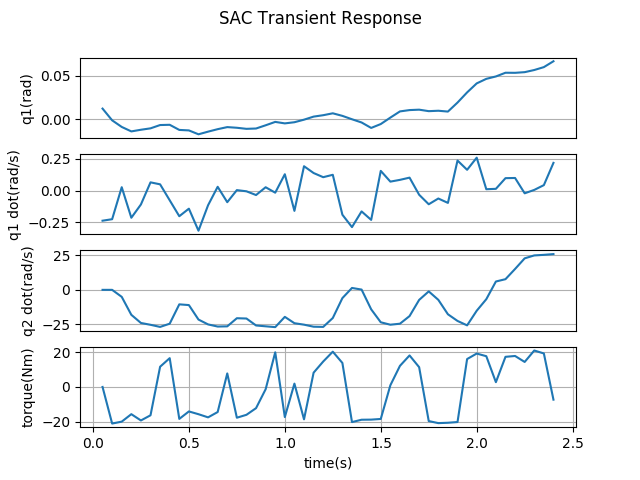 SAC Transient Response
q1(rad)
0.05
0.00
q1 dot(rad/s)
0.25
0.00
−0.25
q2 dot(rad/s)
25
0
−25
torque(Nm)
20
0
−20
0.0 0.5 1.0 1.5 2.0 2.5
time(s)